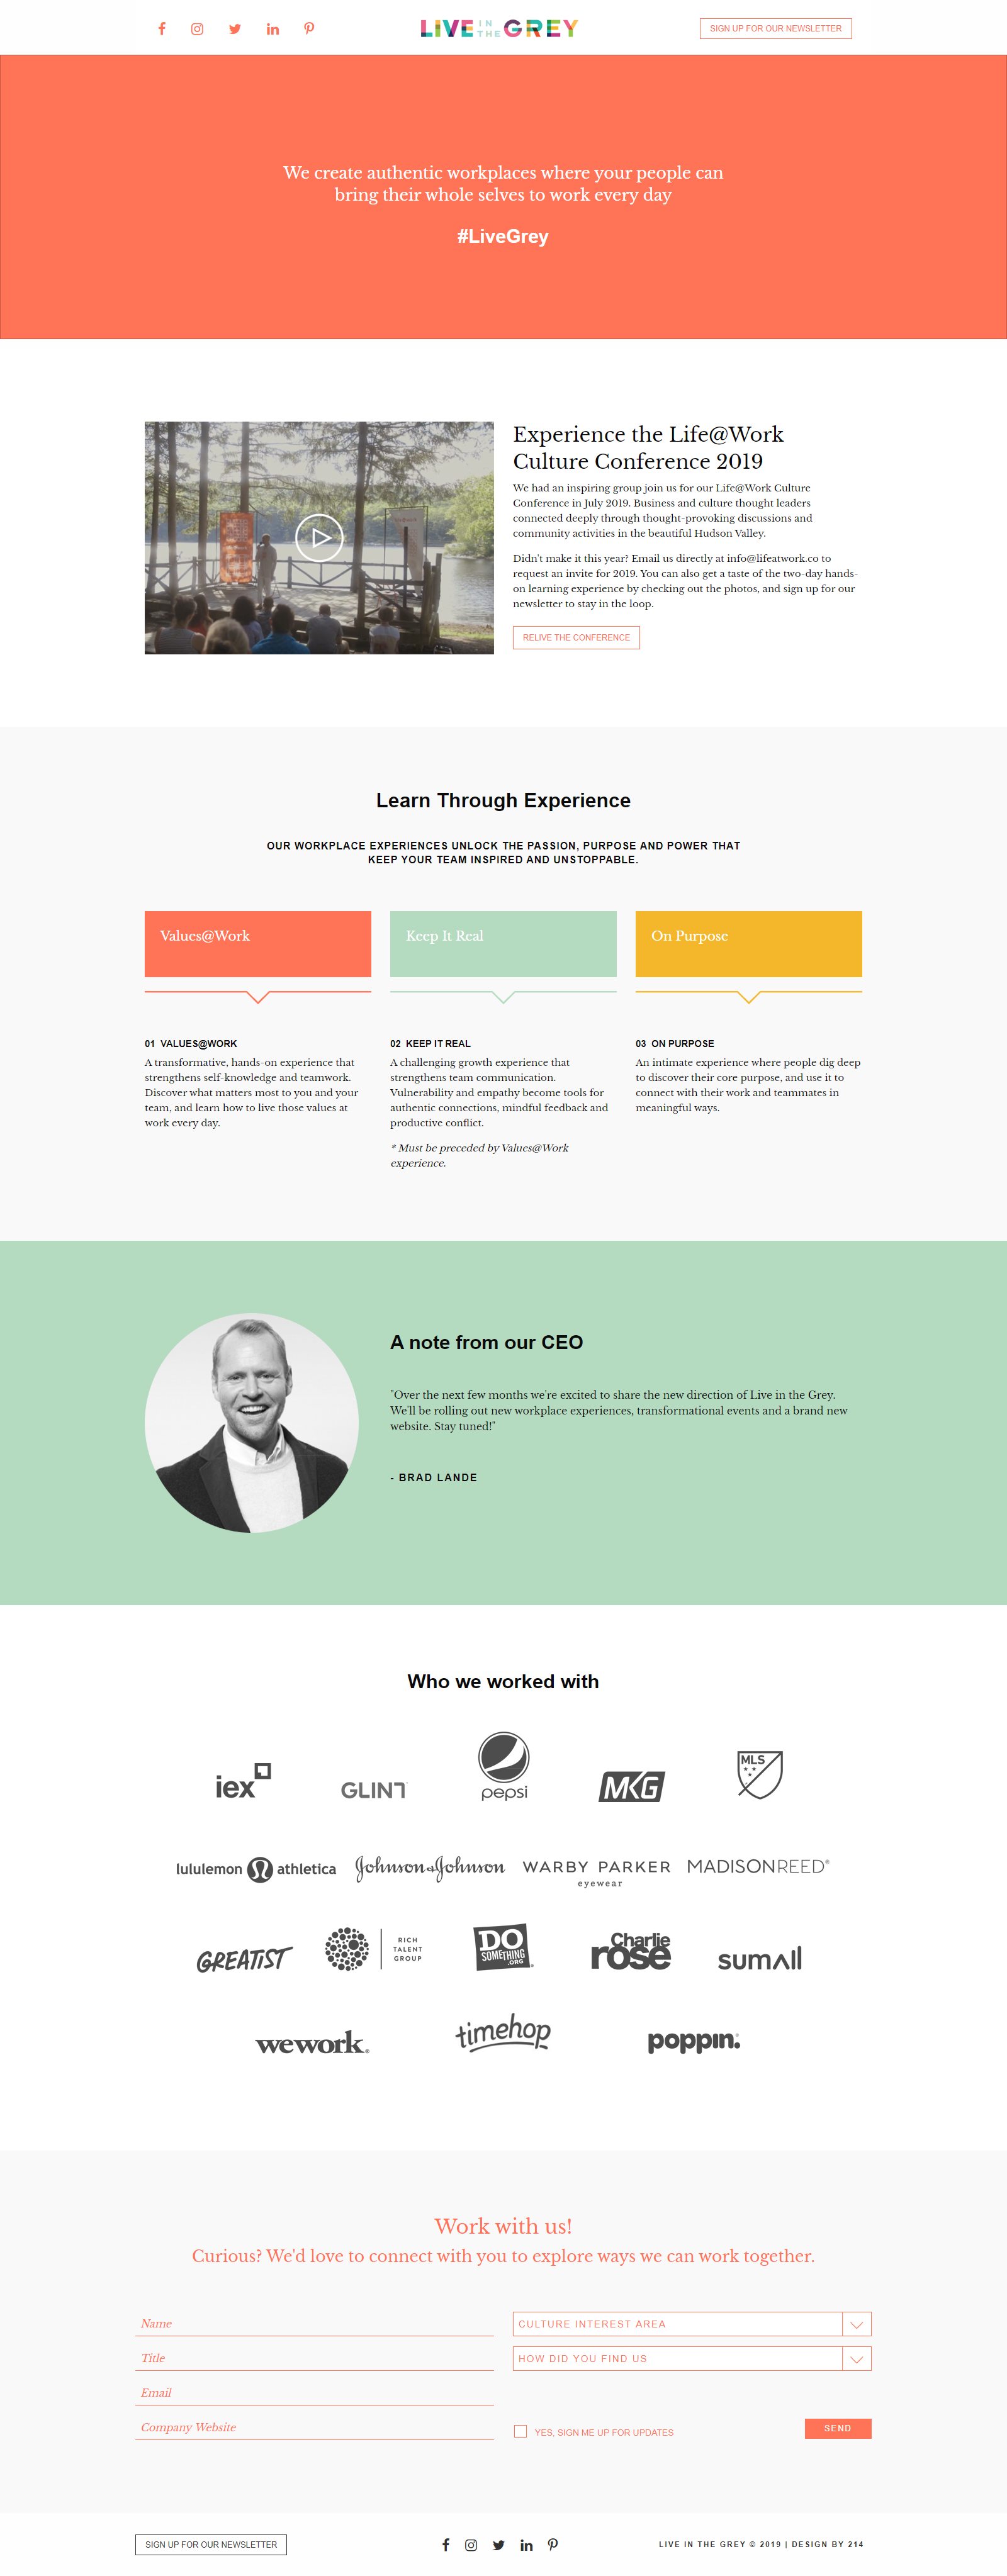 LIVE IN THE GREY
SIGN UP FOR OUR NEWSLETTER
We create authentic workplaces where your people can
bring their whole selves to work every day
#LiveGrey
Experience the Life@Work
Culture Conference 2019
We had an inspiring group join us for our Life@Work Culture
Conference in July 2019. Business and culture thought leaders
connected deeply through thought-provoking discussions and
community activities in the beautiful Hudson Valley.
Didn't make it this year? Email us directly at info@lifeatwork.co to
request an invite for 2019. You can also get a taste of the two-day hands-
on learning experience by checking out the photos, and sign up for our
newsletter to stay in the loop.
RELIVE THE CONFERENCE
Learn Through Experience
OUR WORKPLACE EXPERIENCES UNLOCK THE PASSION, PURPOSE AND POWER THAT
KEEP YOUR TEAM INSPIRED AND UNSTOPPABLE.
Values@Work
Keep It Real
On Purpose
01 VALUES@WORK
A transformative, hands-on experience that
strengthens self-knowledge and teamwork.
Discover what matters most to you and your
team, and learn how to live those values at
work every day.
02 KEEP IT REAL
A challenging growth experience that
strengthens team communication.
Vulnerability and empathy become tools for
authentic connections, mindful feedback and
productive conflict.
* Must be preceded by Values@Work
experience.
03 ON PURPOSE
An intimate experience where people dig deep
to discover their core purpose, and use it to
connect with their work and teammates in
meaningful ways.
A note from our CEO
"Over the next few months we're excited to share the new direction of Live in the Grey.
We'll be rolling out new workplace experiences, transformational events and a brand new
website. Stay tuned!"
- BRAD LANDE
Who we worked with
iex
GLINT
pepsi
MKG
MLS
lululemon athletica
Johnson & Johnson
WARBY PARKER
eyewear
MADISON REED®
GREATIST
RICH
TALENT
GROUP
DO
SOMETHING
.ORG
Charlie
rose
sumall
wework®
timehop
poppin.
Work with us!
Curious? We'd love to connect with you to explore ways we can work together.
Name
Title
Email
Company Website
CULTURE INTEREST AREA
HOW DID YOU FIND US
YES, SIGN ME UP FOR UPDATES
SEND
SIGN UP FOR OUR NEWSLETTER
LIVE IN THE GREY © 2019 | DESIGN BY 214